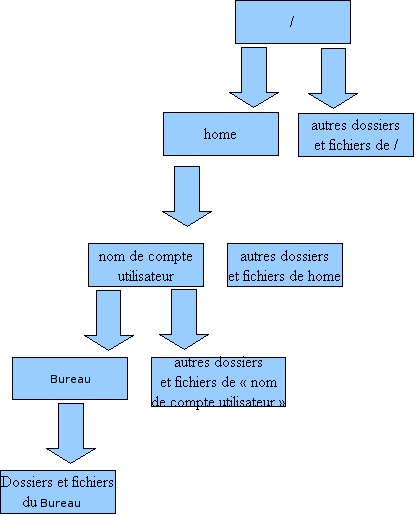 /
home
autres dossiers
et fichiers de /
nom de compte
utilisateur
autres dossiers
et fichiers de home
Bureau
autres dossiers
et fichiers de « nom
de compte utilisateur »
Dossiers et fichiers
du Bureau